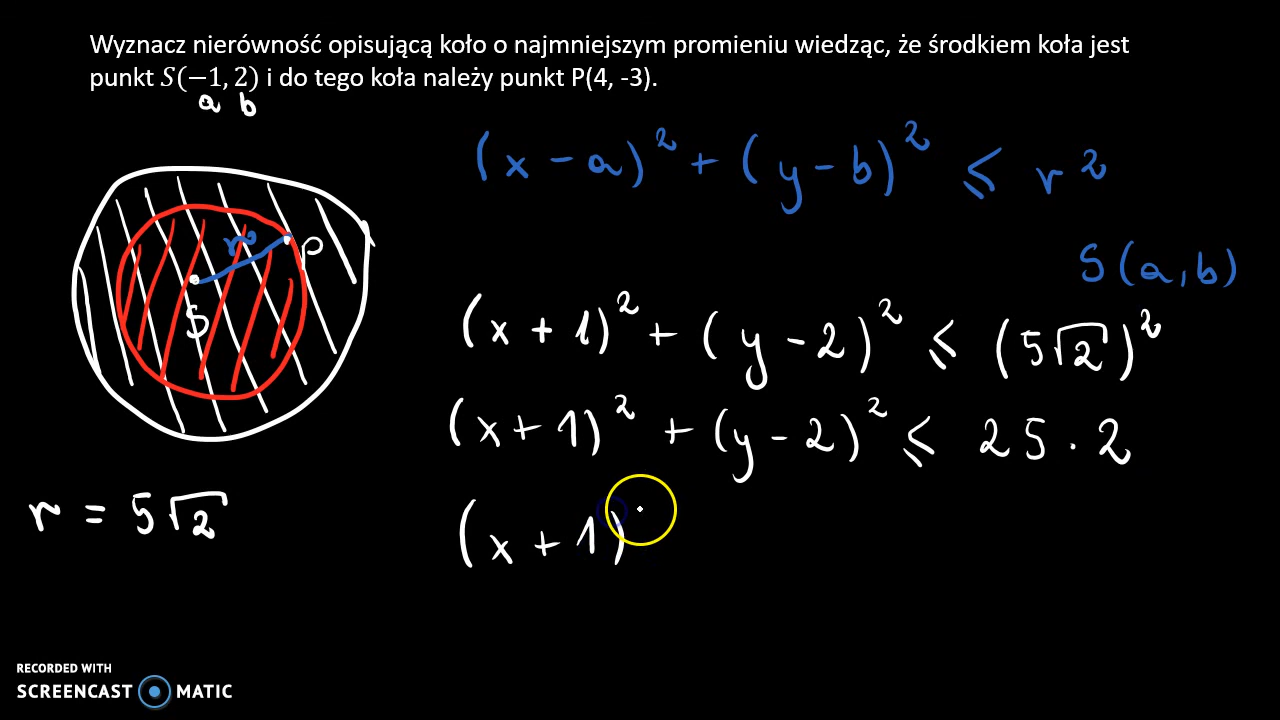 Wyznacz nierówność opisującą koło o najmniejszym promieniu wiedząc, że środkiem koła jest
punkt S(−1, 2) i do tego koła należy punkt P(4, -3).
a b
(x − a)² + (y − b)² ≤ r²
r P
S
S(a, b)
(x + 1)² + (y − 2)² ≤ (5√2)²
(x + 1)² + (y − 2)² ≤ 25 · 2
r = 5√2
(x + 1)
RECORDED WITH
SCREENCAST MATIC